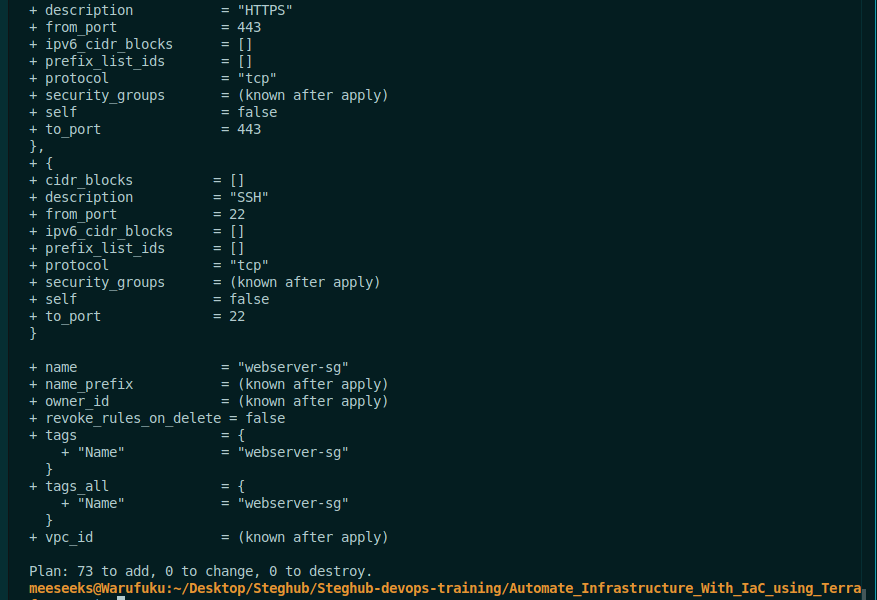 + description           = "HTTPS"
+ from_port             = 443
+ ipv6_cidr_blocks      = []
+ prefix_list_ids       = []
+ protocol              = "tcp"
+ security_groups       = (known after apply)
+ self                  = false
+ to_port               = 443
},
+ {
+ cidr_blocks          = []
+ description          = "SSH"
+ from_port            = 22
+ ipv6_cidr_blocks     = []
+ prefix_list_ids      = []
+ protocol             = "tcp"
+ security_groups      = (known after apply)
+ self                 = false
+ to_port              = 22
}
+ name                  = "webserver-sg"
+ name_prefix           = (known after apply)
+ owner_id              = (known after apply)
+ revoke_rules_on_delete = false
+ tags                  = {
    + "Name"            = "webserver-sg"
  }
+ tags_all              = {
    + "Name"            = "webserver-sg"
  }
+ vpc_id                = (known after apply)
Plan: 73 to add, 0 to change, 0 to destroy.
meeseeks@Warufuku:~/Desktop/Steghub/Steghub-devops-training/Automate_Infrastructure_With_IaC_using_Terra